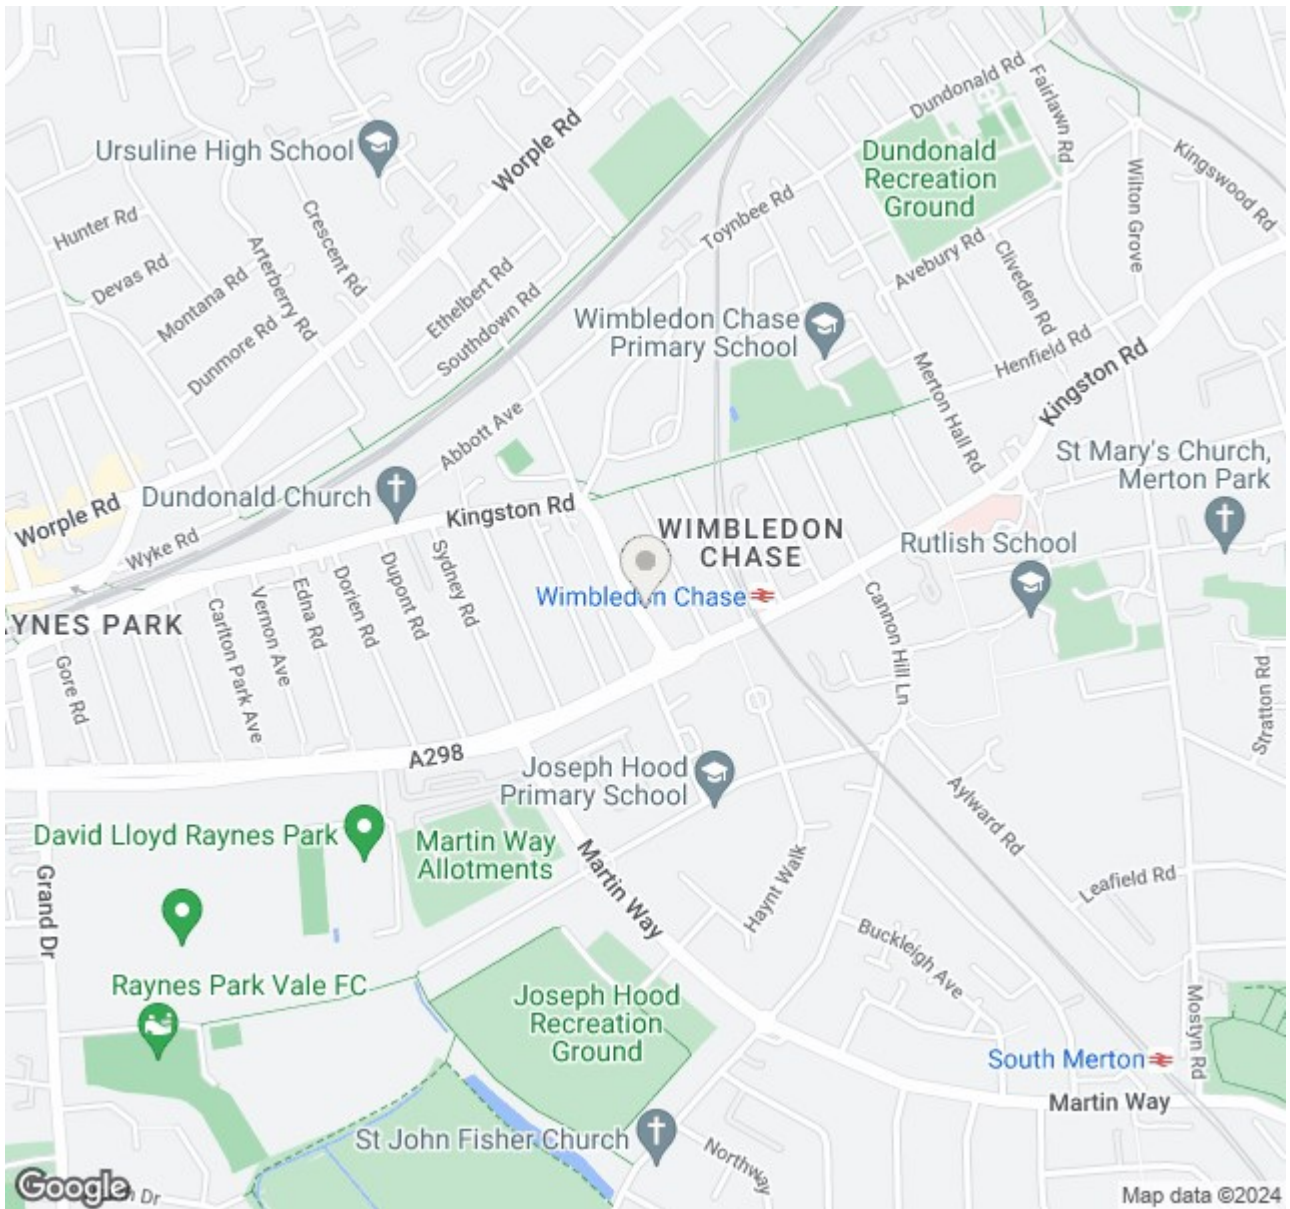 Dundonald Rd
Fairlawn Rd
Ursuline High School
Worple Rd
Dundonald
Recreation
Ground
Wilton Grove
Kingswood Rd
Hunter Rd
Crescent Rd
Toynbee Rd
Devas Rd
Arterberry Rd
Montana Rd
Avebury Rd
Cliveden Rd
Ethelbert Rd
Southdown Rd
Dunmore Rd
Wimbledon Chase
Primary School
Henfield Rd
Kingston Rd
Merton Hall Rd
Abbott Ave
St Mary's Church,
Merton Park
Dundonald Church
Worple Rd
Kingston Rd
Wyke Rd
WIMBLEDON
CHASE
Rutlish School
Sydney Rd
Dupont Rd
Dorien Rd
Edna Rd
Vernon Ave
Carlton Park Ave
Wimbledon Chase
Cannon Hill Ln
YNES PARK
Gore Rd
Stratton Rd
A298
Joseph Hood
Primary School
Aylward Rd
David Lloyd Raynes Park
Martin Way
Allotments
Martin Way
Haynt Walk
Leafield Rd
Grand Dr
Buckleigh Ave
Raynes Park Vale FC
Joseph Hood
Recreation
Ground
Mostyn Rd
South Merton
Martin Way
St John Fisher Church
Northway
Google
Dr
Map data ©2024